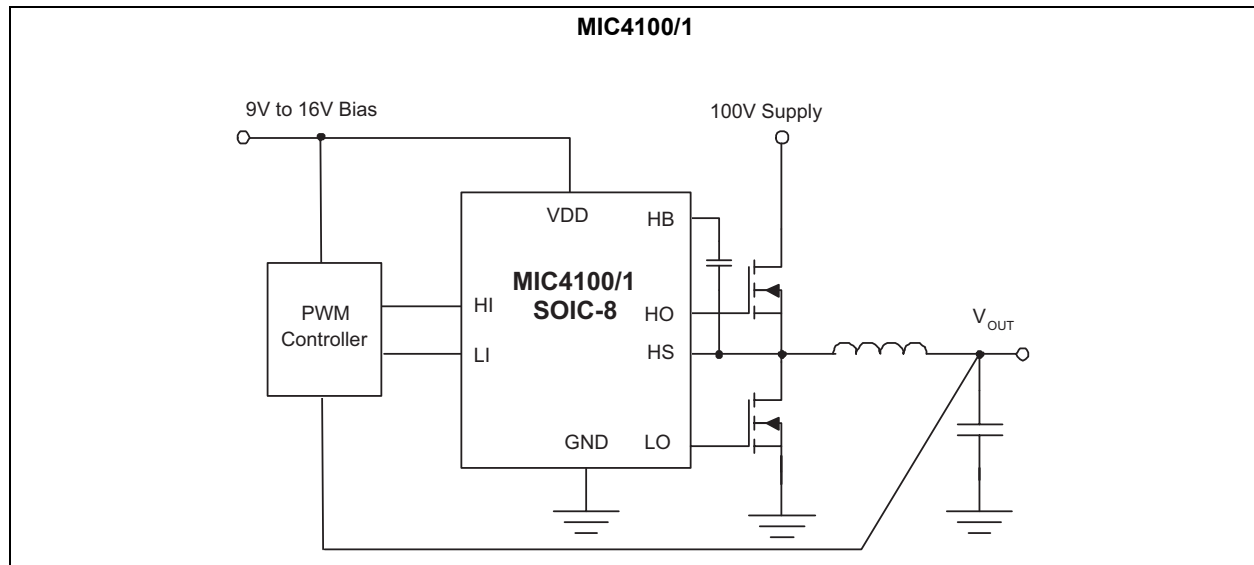 MIC4100/1
9V to 16V Bias
100V Supply
VDD
HB
MIC4100/1
SOIC-8
PWM
Controller
HI
LI
HO
HS
GND
LO
VOUT